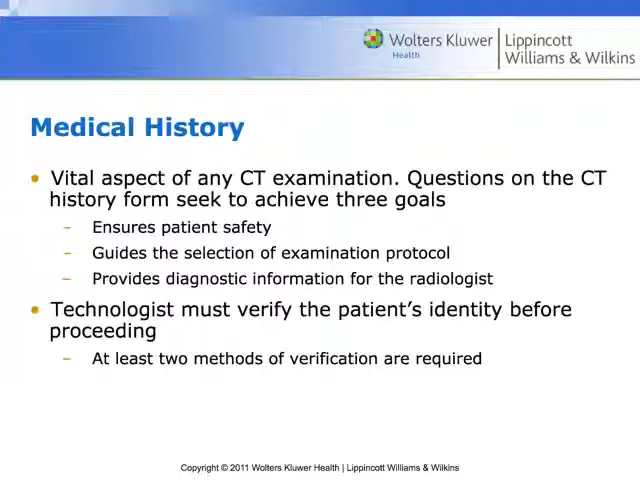 Wolters Kluwer
Health
Lippincott
Williams & Wilkins
Medical History
• Vital aspect of any CT examination. Questions on the CT
history form seek to achieve three goals
– Ensures patient safety
– Guides the selection of examination protocol
– Provides diagnostic information for the radiologist
• Technologist must verify the patient’s identity before
proceeding
– At least two methods of verification are required
Copyright © 2011 Wolters Kluwer Health | Lippincott Williams & Wilkins